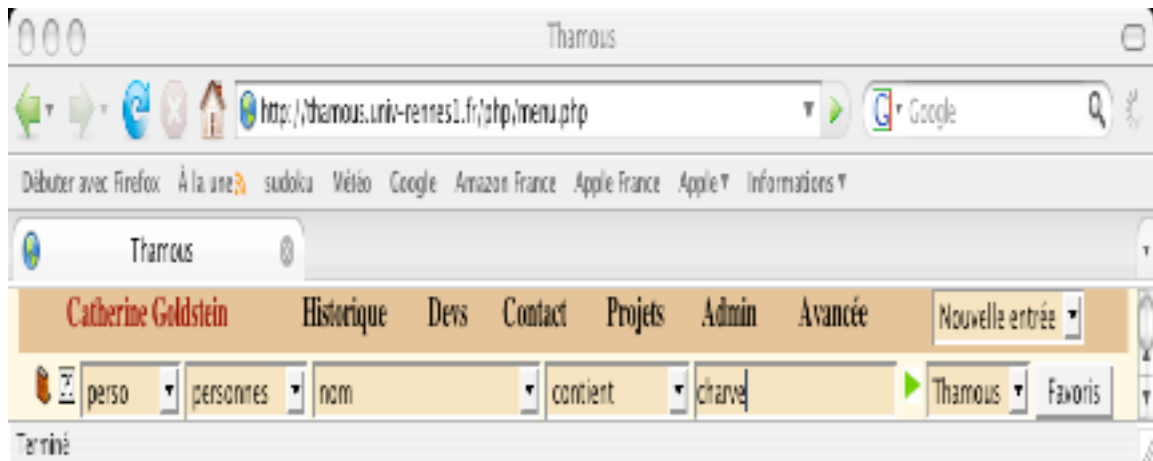 Thamous
http://thamous.univ-rennes1.fr/php/menu.php Google
Débuter avec Firefox À la une sudoku Météo Google Amazon France Apple France Apple Informations
Thamous
Catherine Goldstein Historique Devs Contact Projets Admin Avancée Nouvelle entrée
perso personnes nom contient charve Thamous Favoris
Terminé